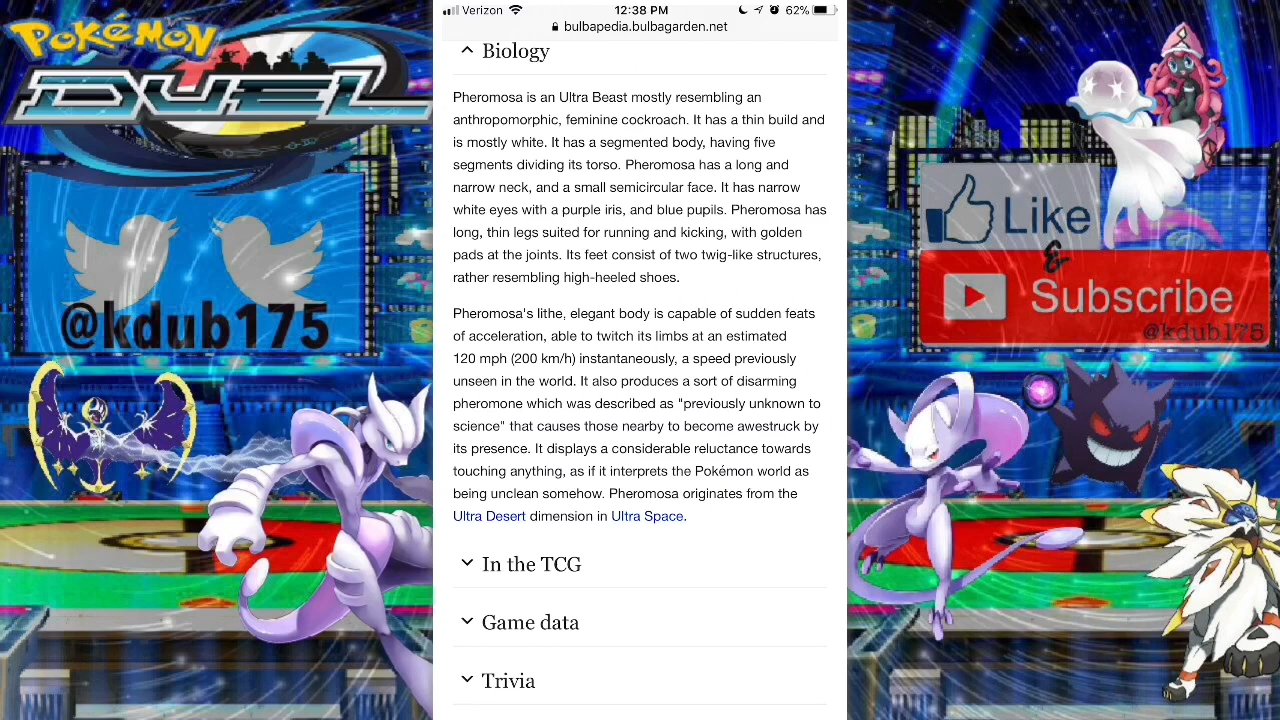 POKéMON
DUEL
@kdub175
Verizon 12:38 PM 62%
bulbapedia.bulbagarden.net
Biology
Pheromosa is an Ultra Beast mostly resembling an
anthropomorphic, feminine cockroach. It has a thin build and
is mostly white. It has a segmented body, having five
segments dividing its torso. Pheromosa has a long and
narrow neck, and a small semicircular face. It has narrow
white eyes with a purple iris, and blue pupils. Pheromosa has
long, thin legs suited for running and kicking, with golden
pads at the joints. Its feet consist of two twig-like structures,
rather resembling high-heeled shoes.
Pheromosa's lithe, elegant body is capable of sudden feats
of acceleration, able to twitch its limbs at an estimated
120 mph (200 km/h) instantaneously, a speed previously
unseen in the world. It also produces a sort of disarming
pheromone which was described as "previously unknown to
science" that causes those nearby to become awestruck by
its presence. It displays a considerable reluctance towards
touching anything, as if it interprets the Pokémon world as
being unclean somehow. Pheromosa originates from the
Ultra Desert dimension in Ultra Space.
In the TCG
Game data
Trivia
Like
&
Subscribe
@kdub175